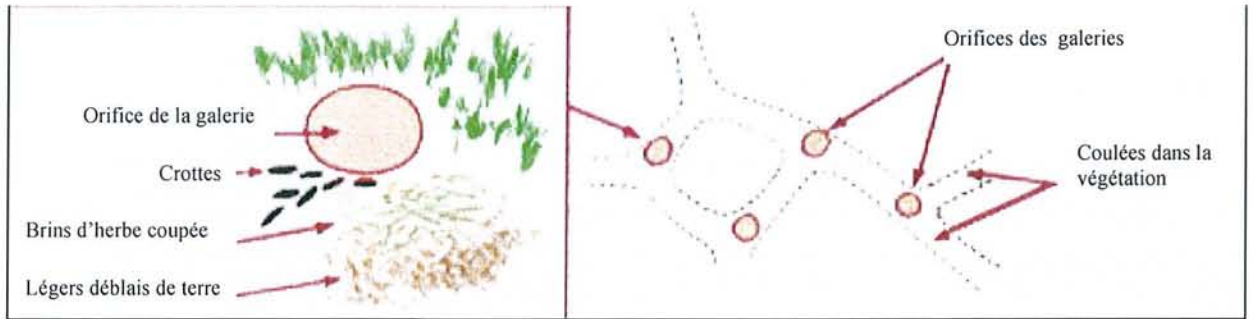 Orifice de la galerie
Crottes
Brins d'herbe coupée
Légers déblais de terre
Orifices des galeries
Coulées dans la
végétation